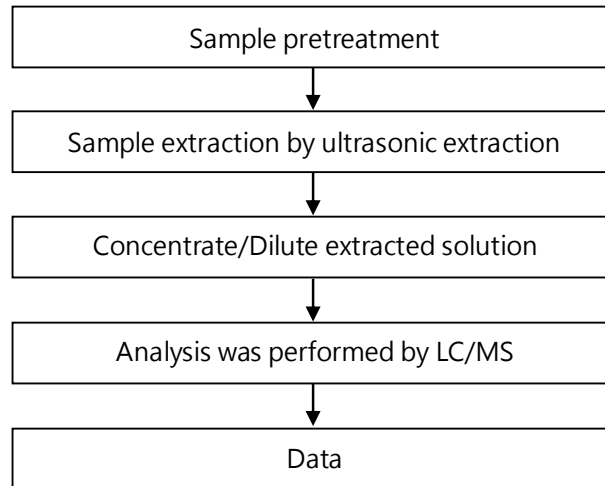 Sample pretreatment
Sample extraction by ultrasonic extraction
Concentrate/Dilute extracted solution
Analysis was performed by LC/MS
Data